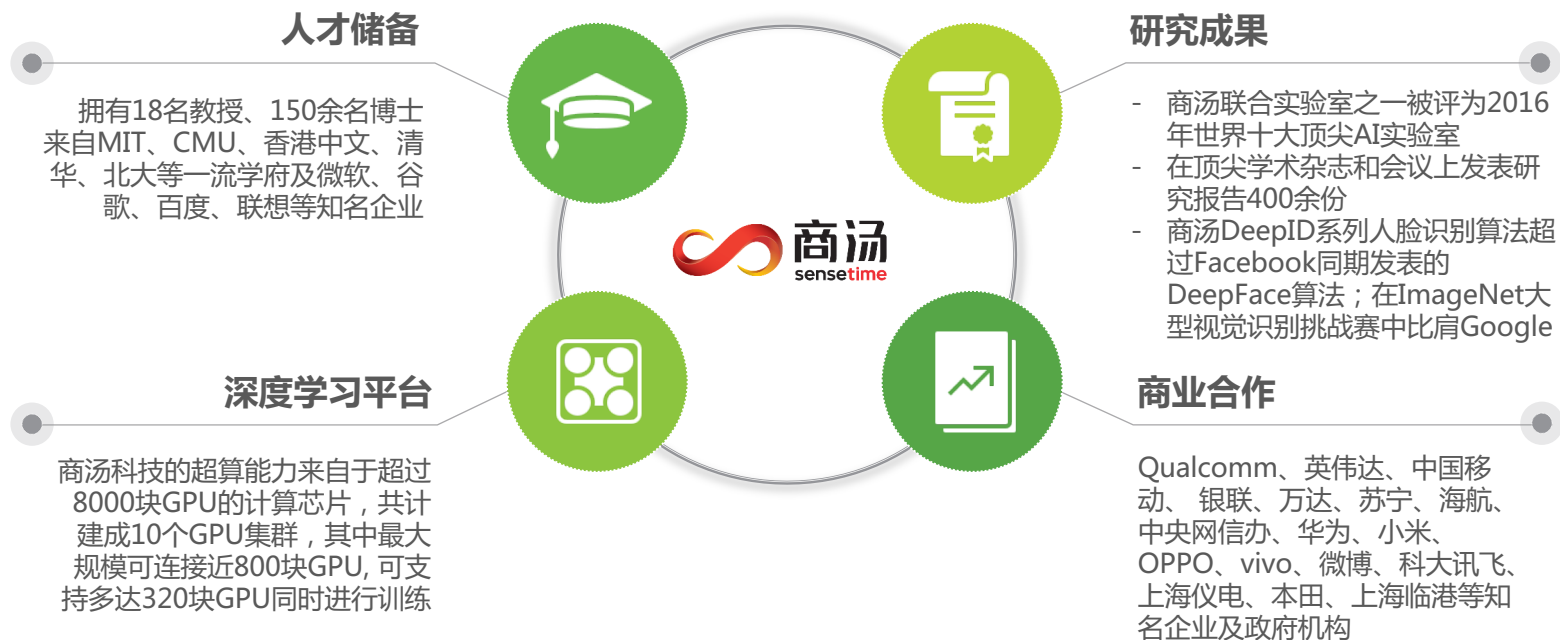 人才储备
拥有18名教授、150余名博士
来自MIT、CMU、香港中文、清
华、北大等一流学府及微软、谷
歌、百度、联想等知名企业
研究成果
- 商汤联合实验室之一被评为2016
年世界十大顶尖AI实验室
- 在顶尖学术杂志和会议上发表研
究报告400余份
- 商汤DeepID系列人脸识别算法超
过Facebook同期发表的
DeepFace算法；在ImageNet大
型视觉识别挑战赛中比肩Google
商汤
sensetime
深度学习平台
商汤科技的超算能力来自于超过
8000块GPU的计算芯片，共计
建成10个GPU集群，其中最大
规模可连接近800块GPU, 可支
持多达320块GPU同时进行训练
商业合作
Qualcomm、英伟达、中国移
动、 银联、万达、苏宁、海航、
中央网信办、华为、小米、
OPPO、vivo、微博、科大讯飞、
上海仪电、本田、上海临港等知
名企业及政府机构